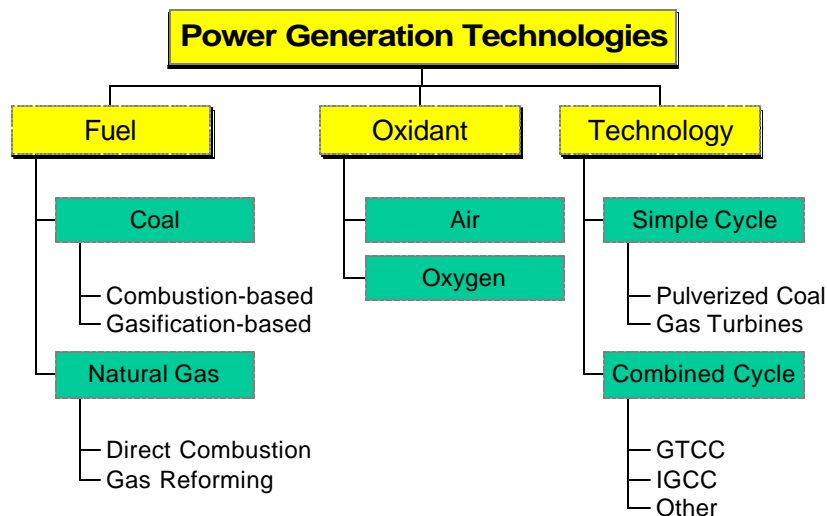 Power Generation Technologies
Fuel
Oxidant
Technology
Coal
Combustion-based
Gasification-based
Natural Gas
Direct Combustion
Gas Reforming
Air
Oxygen
Simple Cycle
Pulverized Coal
Gas Turbines
Combined Cycle
GTCC
IGCC
Other